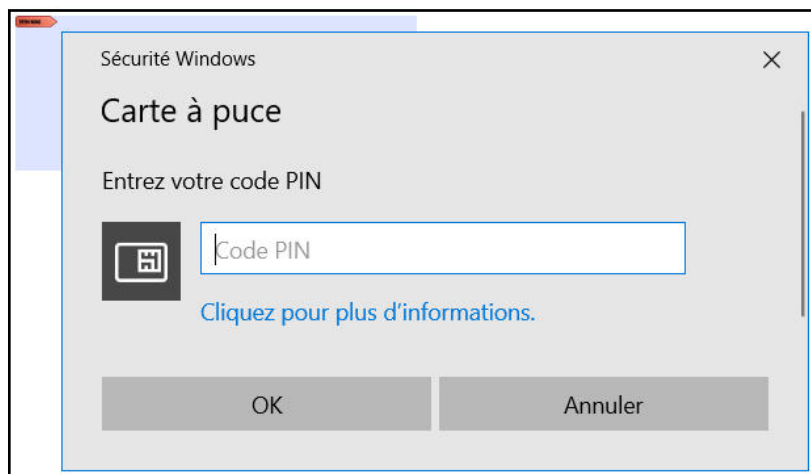 Sécurité Windows
Carte à puce
Entrez votre code PIN
Code PIN
Cliquez pour plus d'informations.
OK
Annuler